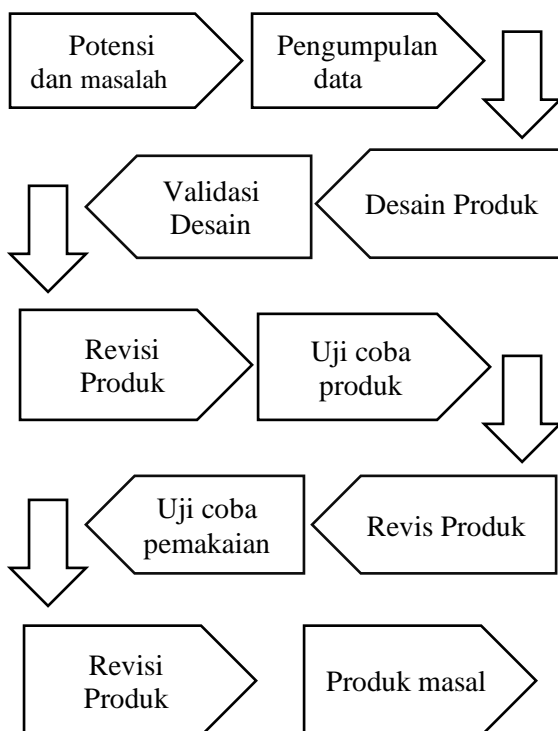 Potensi
dan masalah
Pengumpulan
data
Desain Produk
Validasi
Desain
Revisi
Produk
Uji coba
produk
Revis Produk
Uji coba
pemakaian
Revisi
Produk
Produk masal